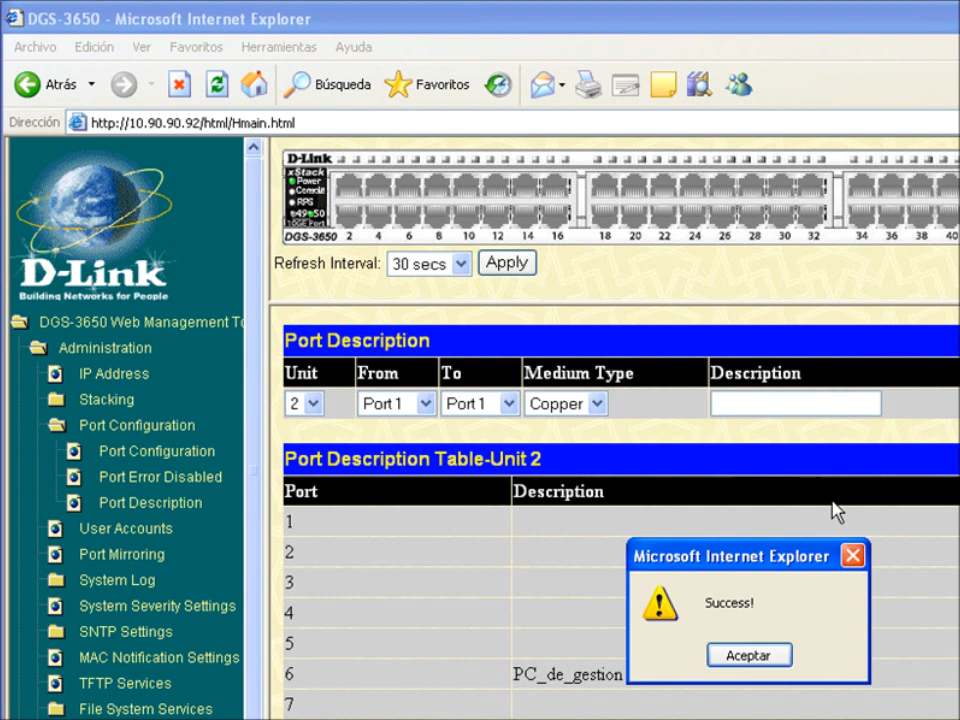 DGS-3650 - Microsoft Internet Explorer
Archivo Edición Ver Favoritos Herramientas Ayuda
Atrás Búsqueda Favoritos
Dirección http://10.90.90.92/html/Hmain.html
D-Link
Building Networks for People
D-Link
xStack
Power
Console
RPS
49 50
DGS-3650 2 4 6 8 10 12 14 16 18 20 22 24 26 28 30 32 34 36 38 40
Refresh Interval: 30 secs Apply
DGS-3650 Web Management To
Administration
IP Address
Stacking
Port Configuration
Port Configuration
Port Error Disabled
Port Description
User Accounts
Port Mirroring
System Log
System Severity Settings
SNTP Settings
MAC Notification Settings
TFTP Services
File System Services
Port Description
Unit From To Medium Type Description
2 Port 1 Port 1 Copper
Port Description Table-Unit 2
Port Description
1
2
3
4
5
6 PC_de_gestion
7
Microsoft Internet Explorer
Success!
Aceptar